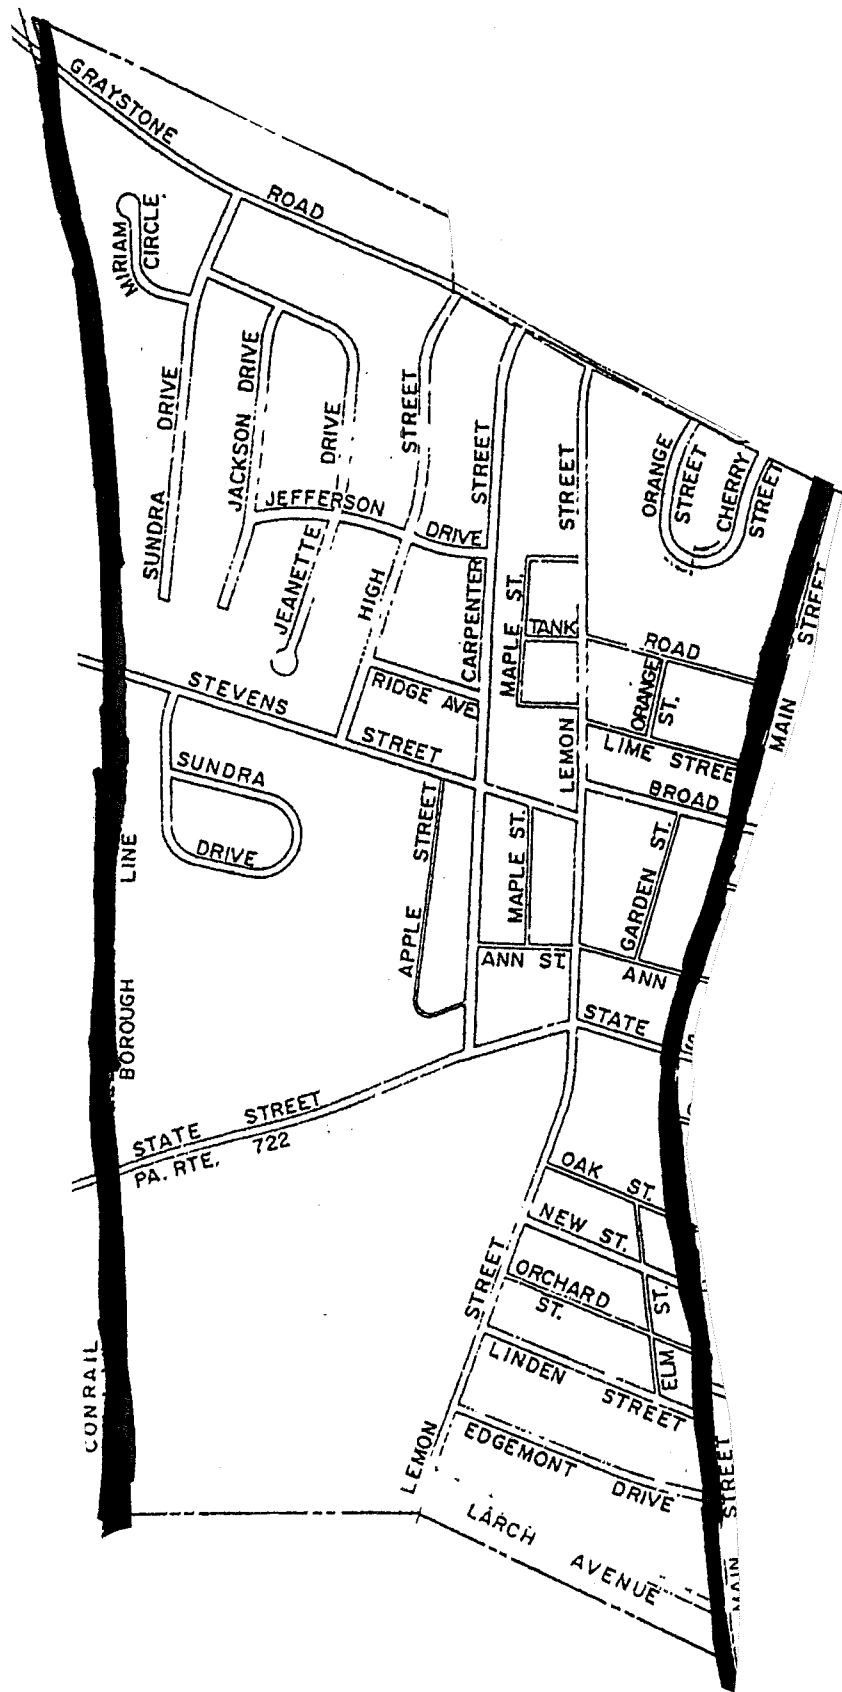 GRAYSTONE
ROAD
MIRIAM
CIRCLE
SUNDRA DRIVE
JACKSON DRIVE
JEANETTE DRIVE
JEFFERSON DRIVE
HIGH STREET
CARPENTER STREET
LEMON STREET
ORANGE
STREET
CHERRY
STREET
MAPLE ST.
TANK ROAD
ORANGE
ST.
RIDGE AVE
LIME STREE
MAIN STREET
STEVENS STREET
BROAD
SUNDRA
DRIVE
APPLE STREET
MAPLE ST.
GARDEN ST.
ANN ST.
ANN
STATE
BOROUGH LINE
STATE STREET
PA. RTE. 722
OAK ST.
NEW ST.
ORCHARD
ST.
ELM ST.
LINDEN STREET
EDGEMONT DRIVE
LARCH AVENUE
LEMON STREET
CONRAIL
MAIN STREET